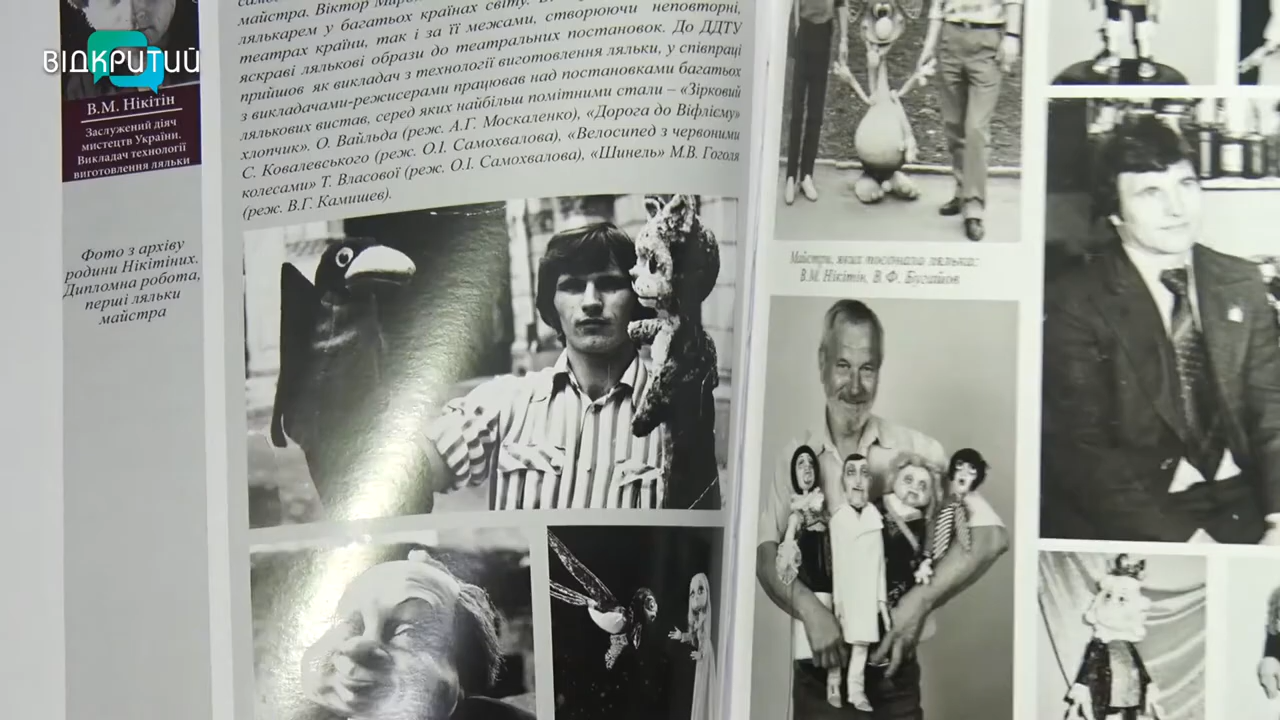 ВІДКРИТИЙ
В.М. Нікітін
Заслужений діяч
мистецтв України.
Викладач технології
виготовлення ляльки
Фото з архіву
родини Нікітіних.
Дипломна робота,
перші ляльки
майстра
майстра. Віктор
лялькарем у багатьох країнах світу.
театрах країни, так і за її межами, створюючи неповторні,
яскраві лялькові образи до театральних постановок. До ДДТУ
прийшов як викладач з технології виготовлення ляльки, у співпраці
з викладачами-режисерами працював над постановками багатьох
лялькових вистав, серед яких найбільш помітними стали – «Зірковий
хлопчик». О. Вайльда (реж. А.Г. Москаленко), «Дорога до Віфлієму»
С. Ковалевського (реж. О.І. Самохвалова), «Велосипед з червоними
колесами» Т. Власової (реж. О.І. Самохвалова), «Шинель» М.В. Гоголя
(реж. В.Г. Камишев).
Майстри, яких поєднала лялька:
В.М. Нікітін, В. Ф.